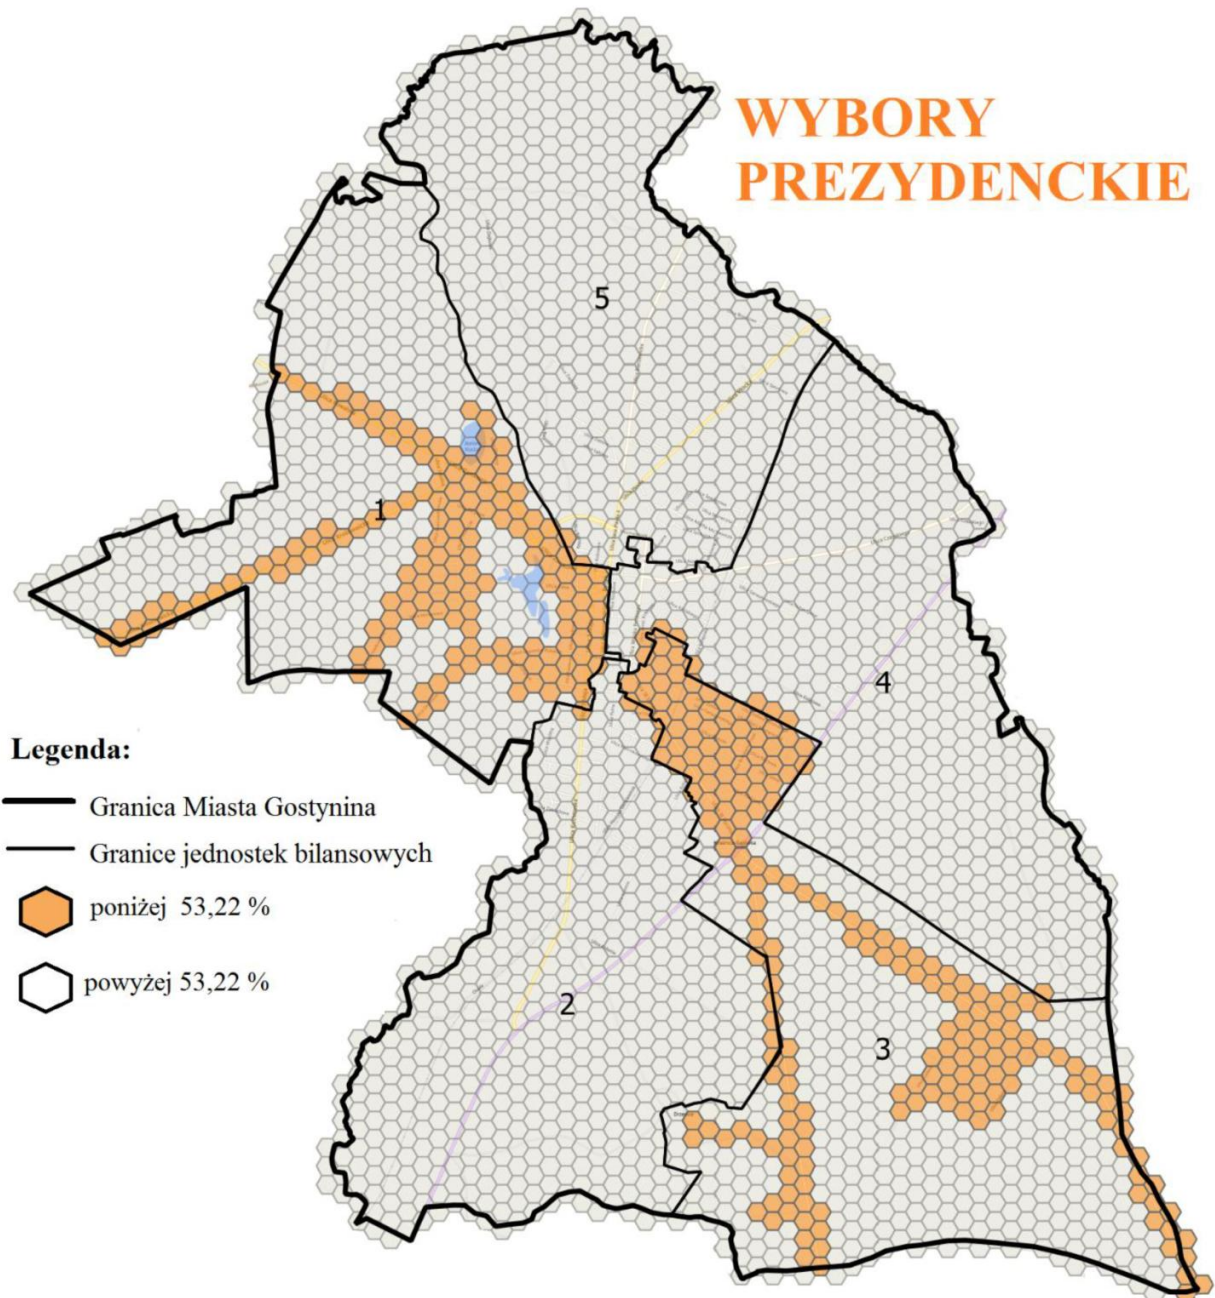 WYBORY
PREZYDENCKIE
5
1
4
Legenda:
Granica Miasta Gostynina
Granice jednostek bilansowych
poniżej 53,22 %
powyżej 53,22 %
2
3